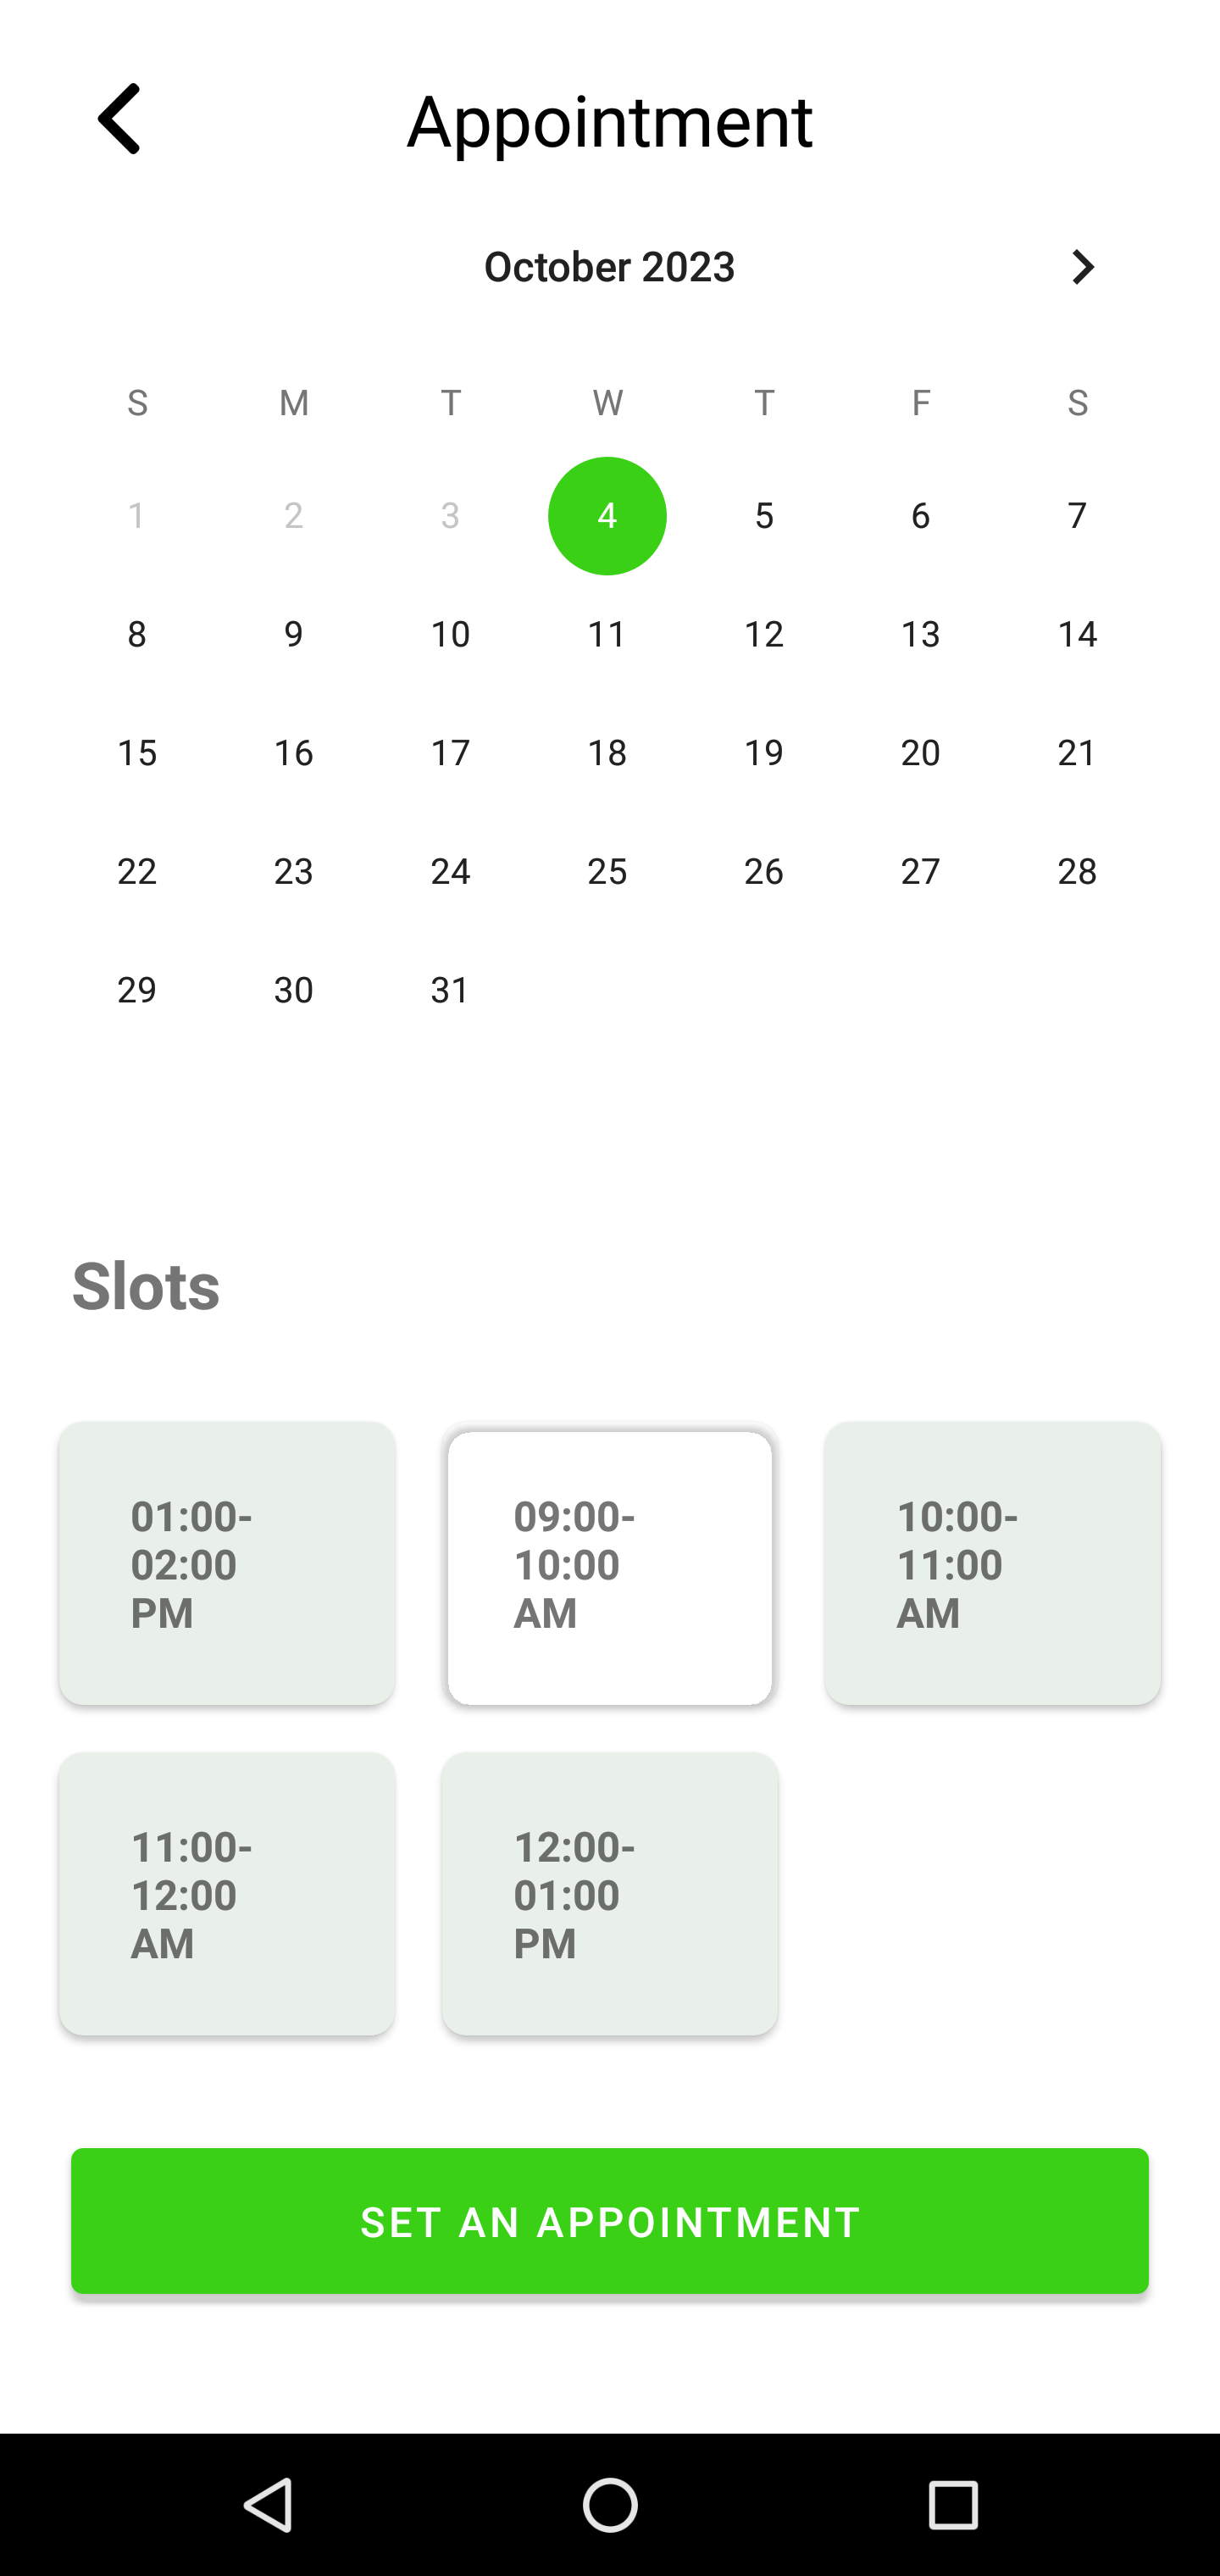 Appointment
October 2023
S M T W T F S
1 2 3 4 5 6 7
8 9 10 11 12 13 14
15 16 17 18 19 20 21
22 23 24 25 26 27 28
29 30 31
Slots
01:00-
02:00
PM
09:00-
10:00
AM
10:00-
11:00
AM
11:00-
12:00
AM
12:00-
01:00
PM
SET AN APPOINTMENT